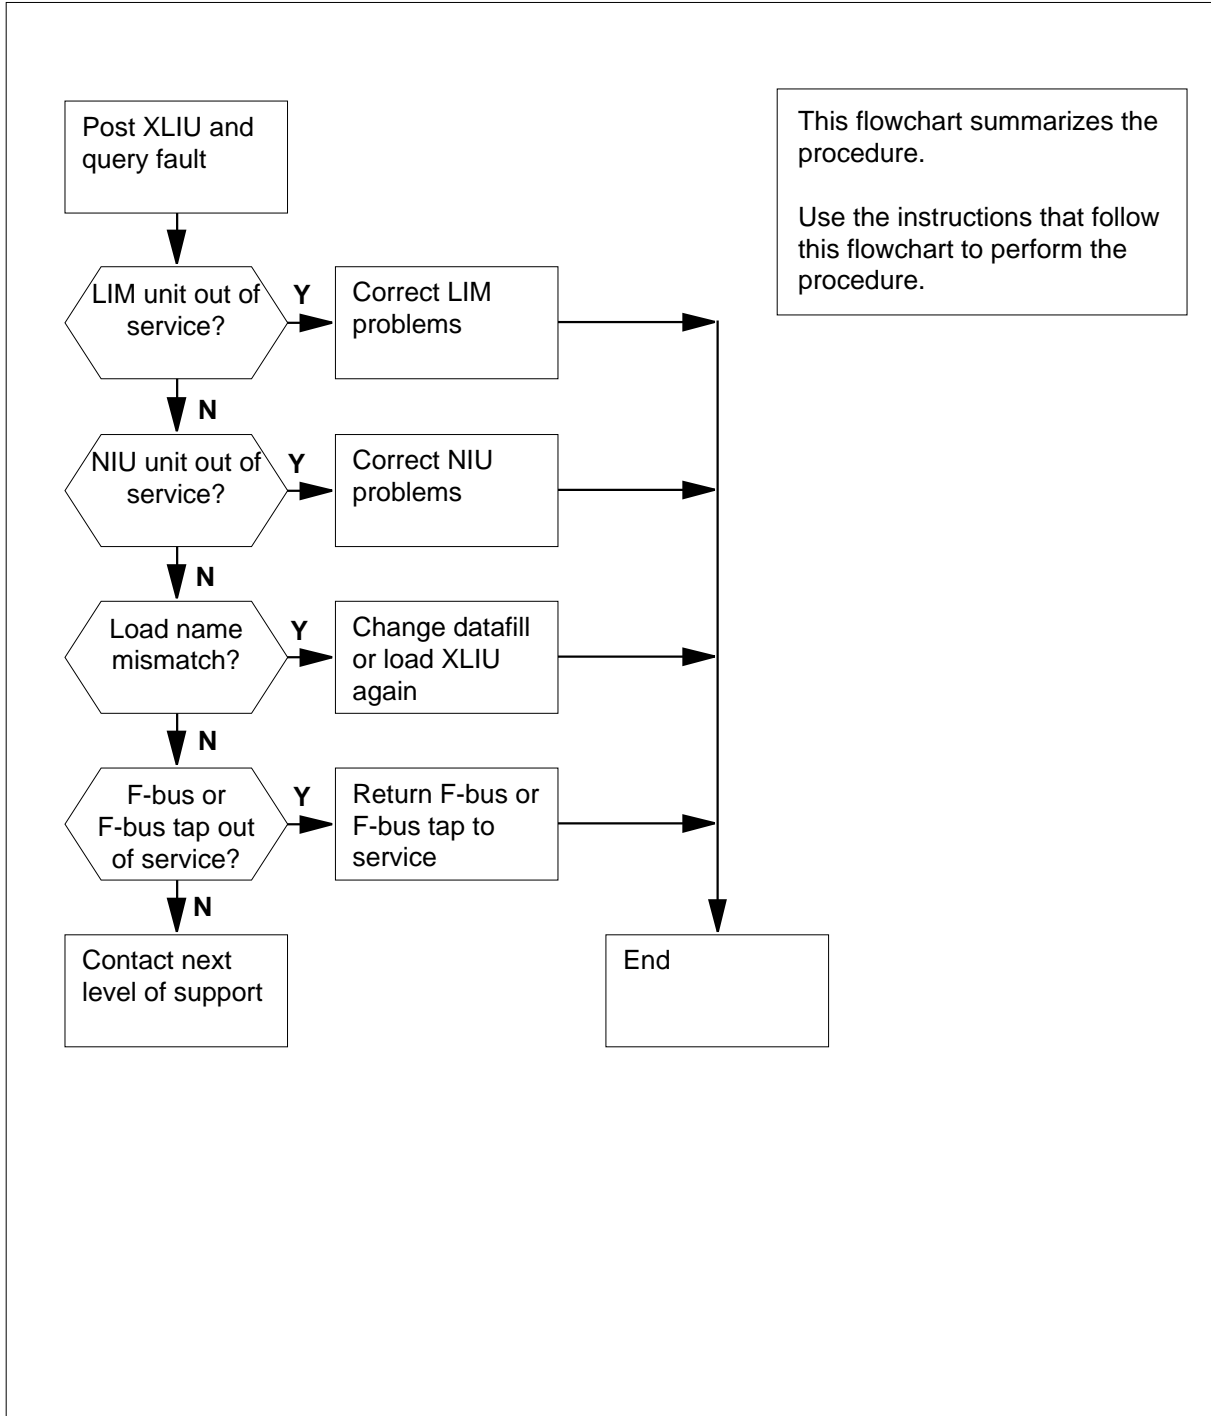 Post XLIU and
query fault
This flowchart summarizes the
procedure.
Use the instructions that follow
this flowchart to perform the
procedure.
LIM unit out of
service?
Y
Correct LIM
problems
N
NIU unit out of
service?
Y
Correct NIU
problems
N
Load name
mismatch?
Y
Change datafill
or load XLIU
again
N
F-bus or
F-bus tap out
of service?
Y
Return F-bus or
F-bus tap to
service
N
Contact next
level of support
End